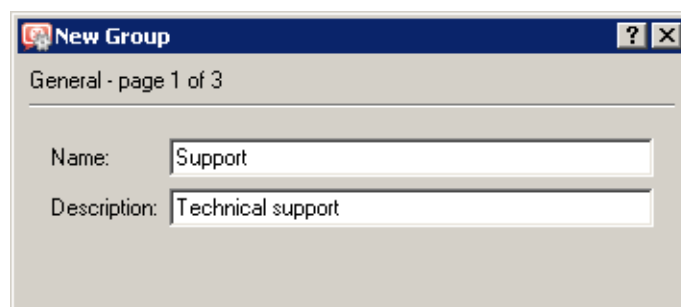 New Group
General - page 1 of 3
Name: Support
Description: Technical support